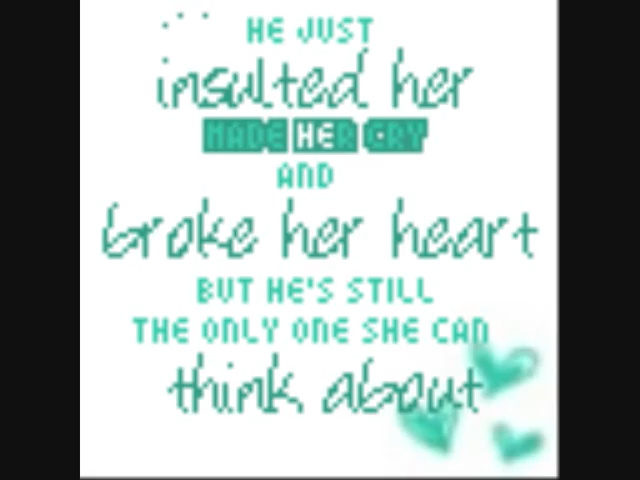 HE JUST
insulted her
MADE HER CRY
AND
broke her heart
BUT HE'S STILL
THE ONLY ONE SHE CAN
think about